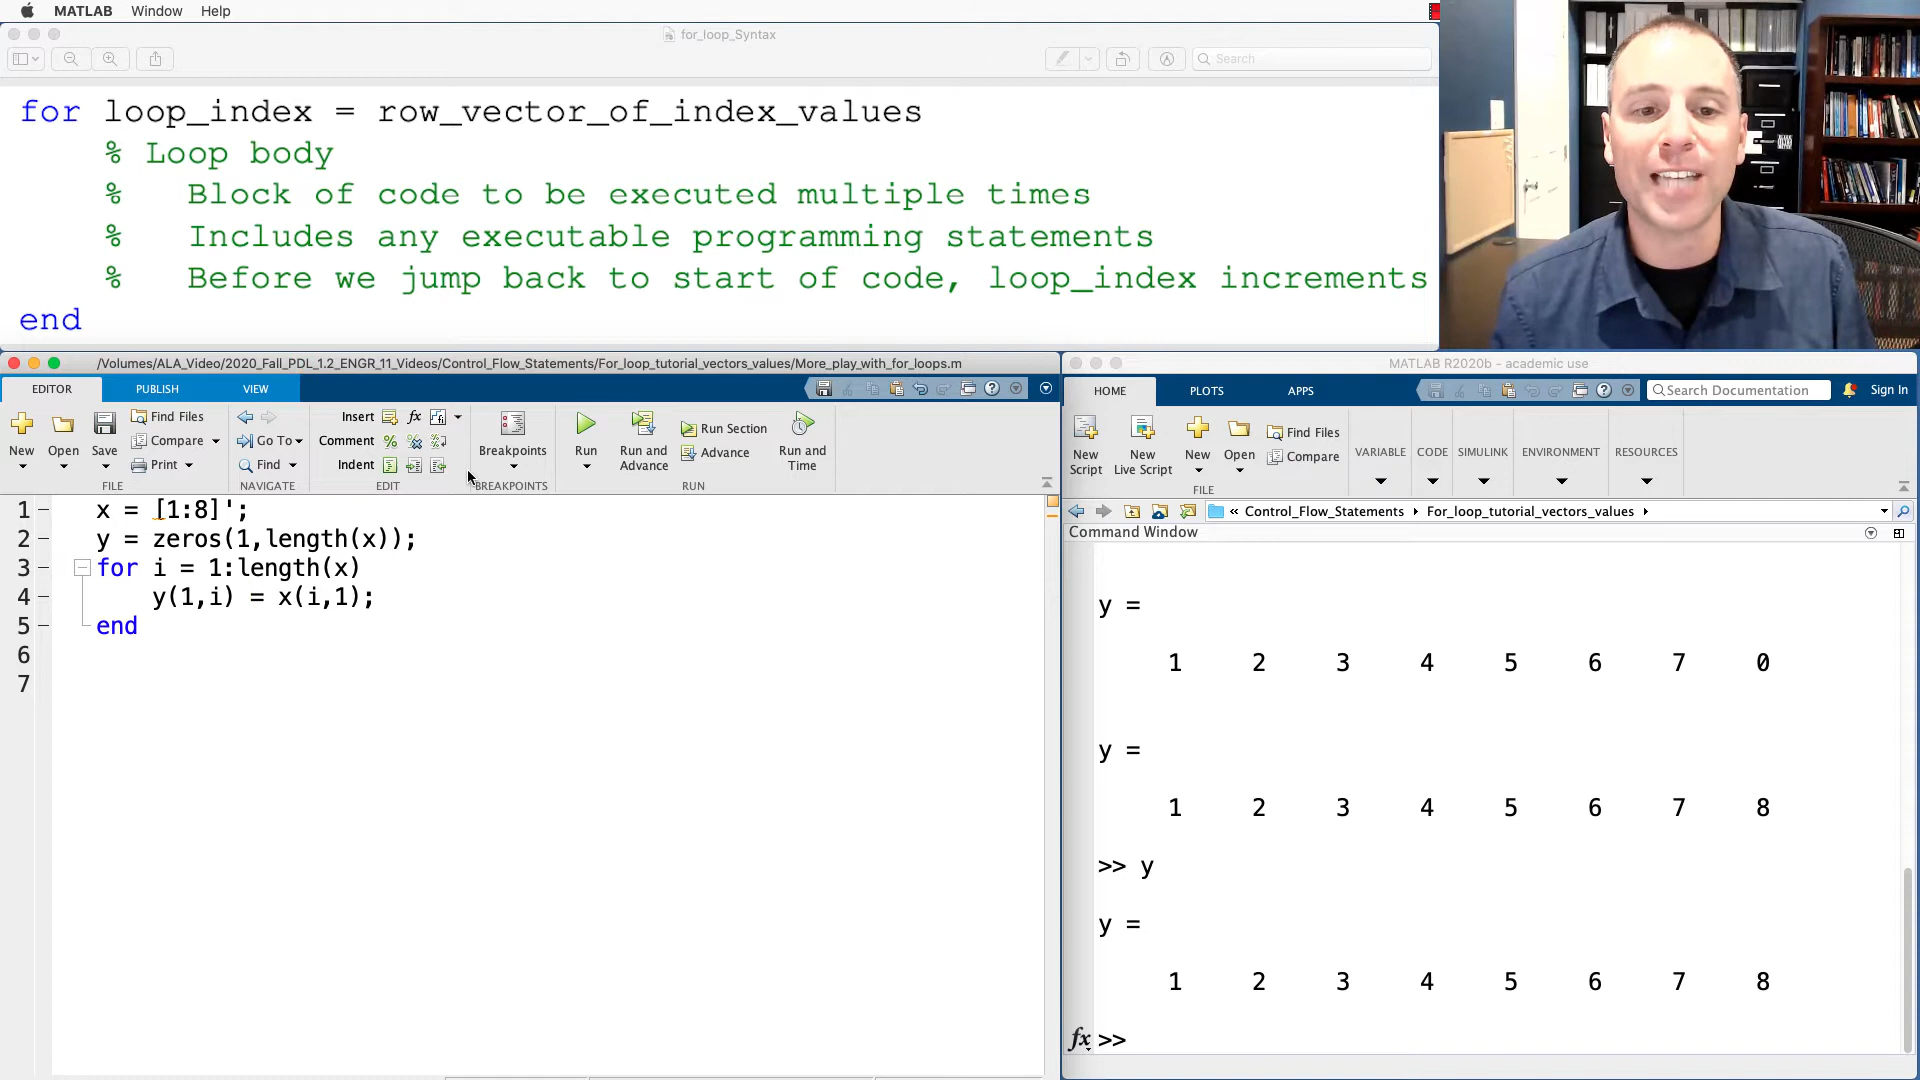 MATLAB Window Help
for_loop_Syntax
Search
for loop_index = row_vector_of_index_values
% Loop body
% Block of code to be executed multiple times
% Includes any executable programming statements
% Before we jump back to start of code, loop_index increments
end
/Volumes/ALA_Video/2020_Fall_PDL_1.2_ENGR_11_Videos/Control_Flow_Statements/For_loop_tutorial_vectors_values/More_play_with_for_loops.m
EDITOR PUBLISH VIEW
New Open Save Find Files Compare Print
FILE
Go To Find
NAVIGATE
Insert fx
Comment % %
Indent
EDIT
Breakpoints
BREAKPOINTS
Run Run and Advance Run Section Advance Run and Time
RUN
1 x = [1:8]';
2 y = zeros(1,length(x));
3 for i = 1:length(x)
4 y(1,i) = x(i,1);
5 end
6
7
MATLAB R2020b - academic use
HOME PLOTS APPS Search Documentation Sign In
New Script New Live Script New Open Find Files Compare
FILE
VARIABLE CODE SIMULINK ENVIRONMENT RESOURCES
« Control_Flow_Statements For_loop_tutorial_vectors_values
Command Window
y =
1 2 3 4 5 6 7 0
y =
1 2 3 4 5 6 7 8
>> y
y =
1 2 3 4 5 6 7 8
fx >>